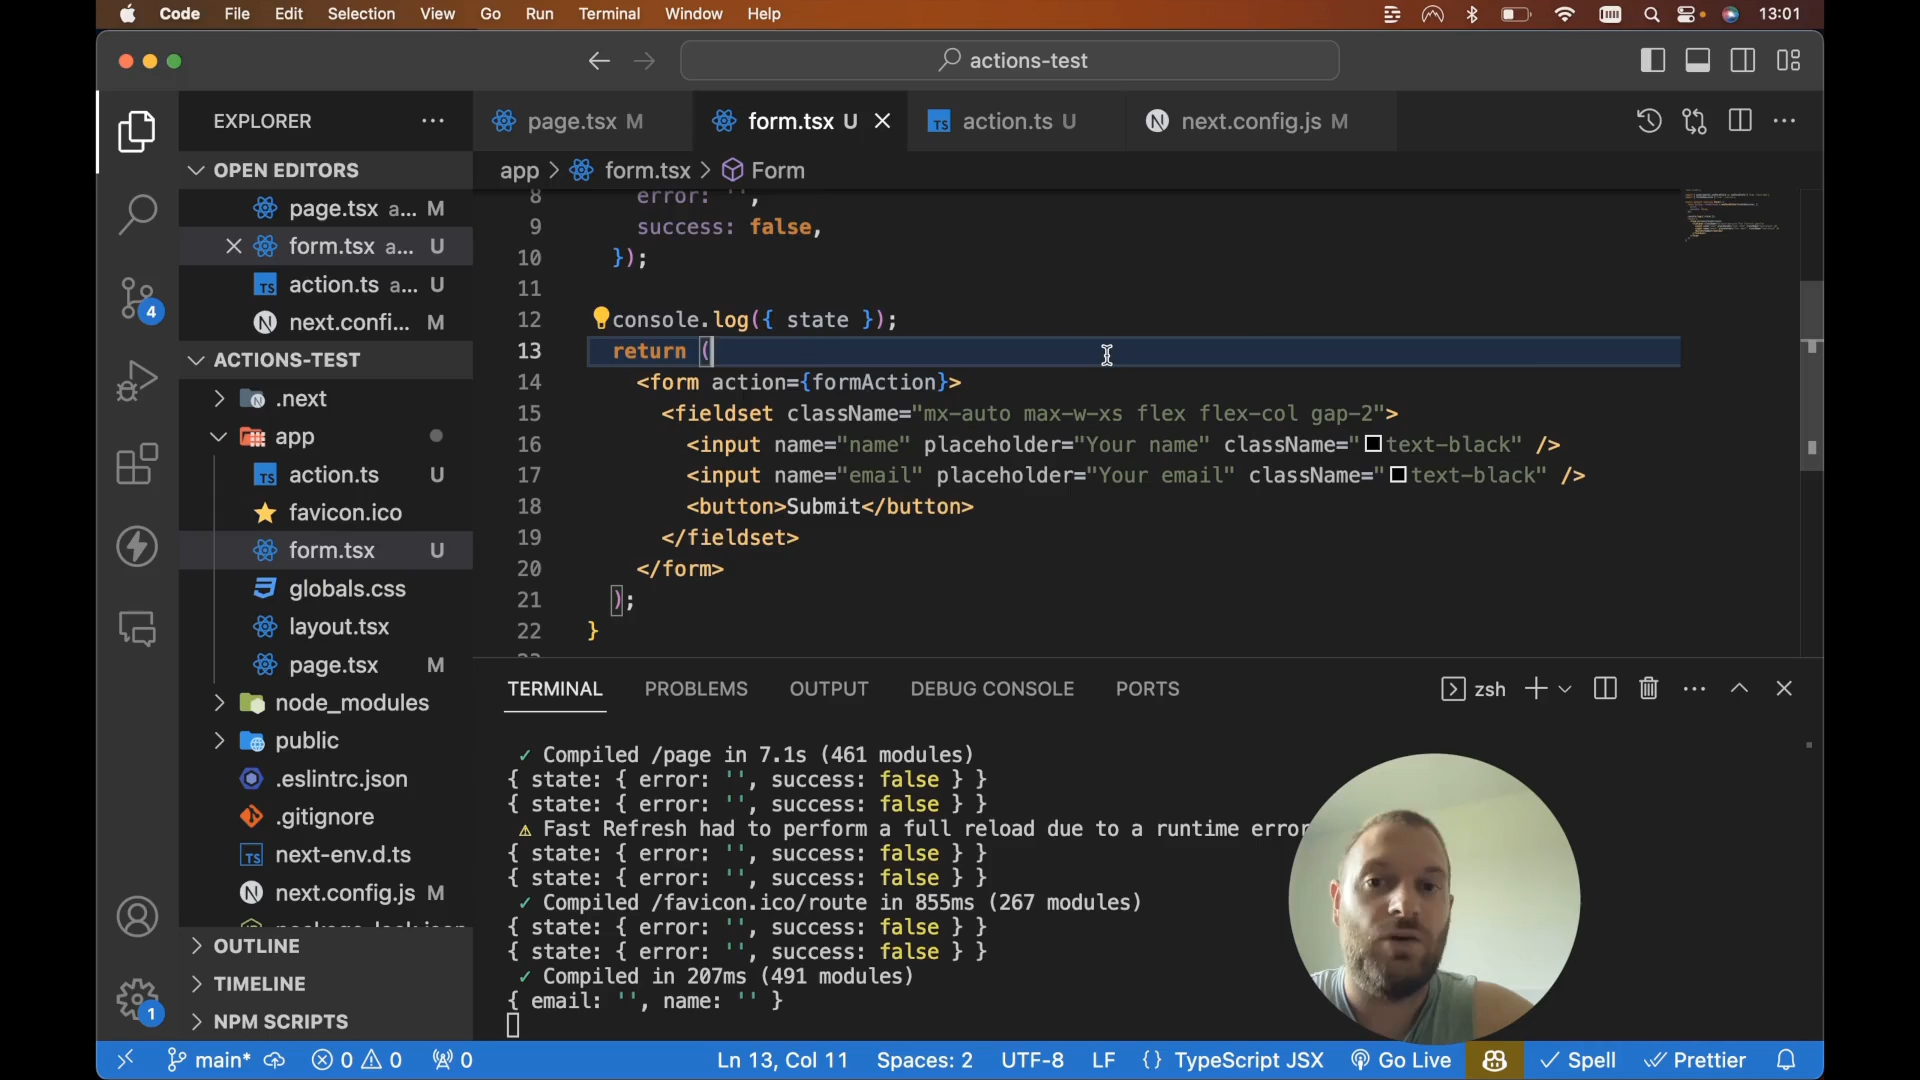 Code File Edit Selection View Go Run Terminal Window Help 13:01
actions-test
EXPLORER
page.tsx M
form.tsx U
action.ts U
next.config.js M
OPEN EDITORS
app > form.tsx > Form
page.tsx a... M
form.tsx a... U
action.ts a... U
next.confi... M
ACTIONS-TEST
.next
app
action.ts U
favicon.ico
form.tsx U
globals.css
layout.tsx
page.tsx M
node_modules
public
.eslintrc.json
.gitignore
next-env.d.ts
next.config.js M
OUTLINE
TIMELINE
NPM SCRIPTS
4
1
8 error: '',
9 success: false,
10 });
11
12 console.log({ state });
13 return (
14 <form action={formAction}>
15 <fieldset className="mx-auto max-w-xs flex flex-col gap-2">
16 <input name="name" placeholder="Your name" className="text-black" />
17 <input name="email" placeholder="Your email" className="text-black" />
18 <button>Submit</button>
19 </fieldset>
20 </form>
21 );
22 }
TERMINAL PROBLEMS OUTPUT DEBUG CONSOLE PORTS zsh
✓ Compiled /page in 7.1s (461 modules)
{ state: { error: '', success: false } }
{ state: { error: '', success: false } }
⚠ Fast Refresh had to perform a full reload due to a runtime error
{ state: { error: '', success: false } }
{ state: { error: '', success: false } }
✓ Compiled /favicon.ico/route in 855ms (267 modules)
{ state: { error: '', success: false } }
{ state: { error: '', success: false } }
✓ Compiled in 207ms (491 modules)
{ email: '', name: '' }
main* 0 0 0 Ln 13, Col 11 Spaces: 2 UTF-8 LF {} TypeScript JSX Go Live Spell Prettier